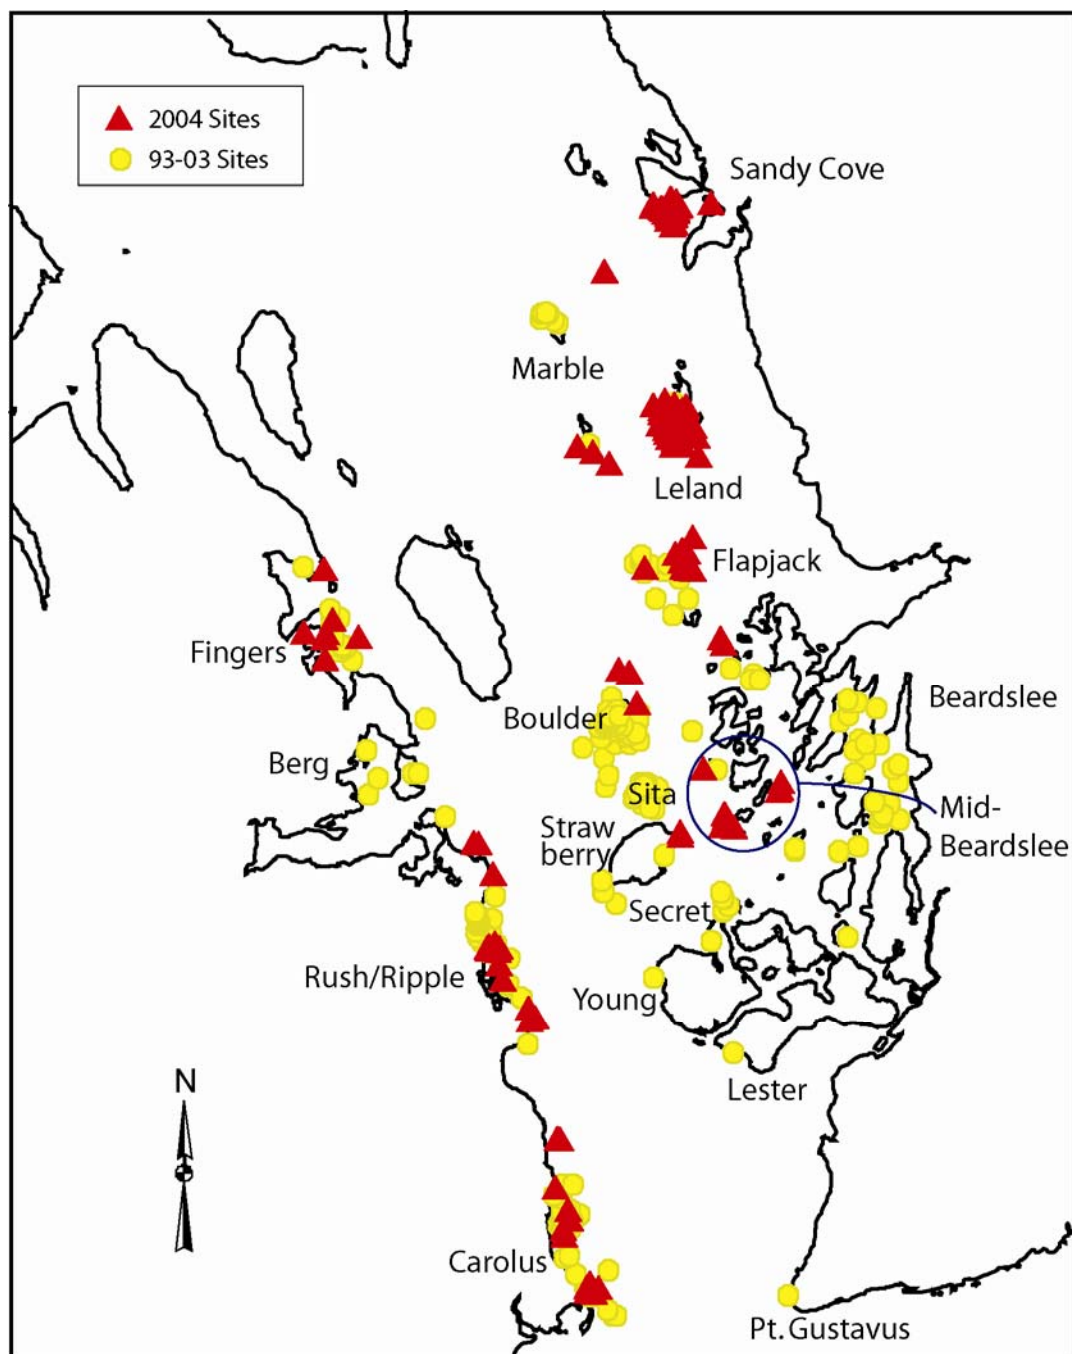 2004 Sites
93-03 Sites
Sandy Cove
Marble
Leland
Flapjack
Fingers
Beardslee
Boulder
Berg
Sita
Mid-
Beardslee
Straw
berry
Secret
Rush/Ripple
Young
Lester
N
Carolus
Pt. Gustavus